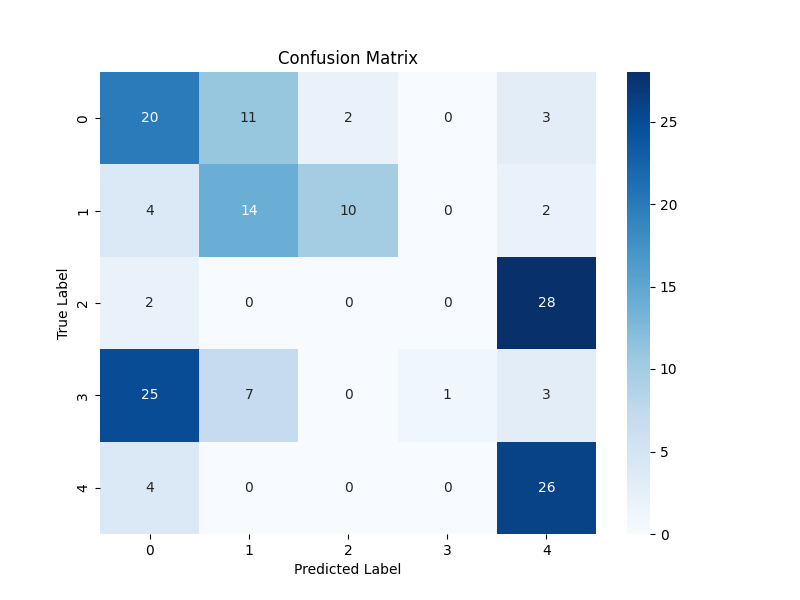 Confusion Matrix
0 20 11 2 0 3
1 4 14 10 0 2
2 2 0 0 0 28
3 25 7 0 1 3
4 4 0 0 0 26
0 1 2 3 4
True Label
Predicted Label
25
20
15
10
5
0